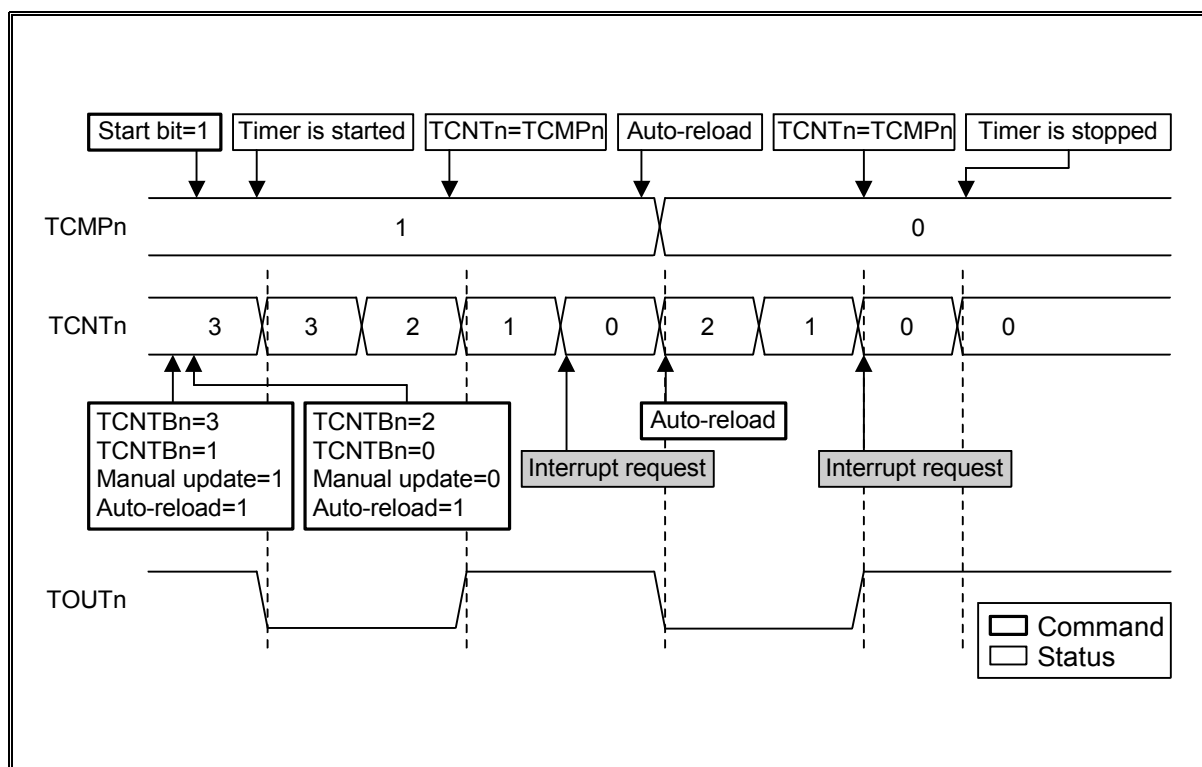 Start bit=1
Timer is started
TCNTn=TCMPn
Auto-reload
TCNTn=TCMPn
Timer is stopped
TCMPn
1
0
TCNTn
3
3
2
1
0
2
1
0
0
TCNTBn=3
TCNTBn=1
Manual update=1
Auto-reload=1
TCNTBn=2
TCNTBn=0
Manual update=0
Auto-reload=1
Interrupt request
Auto-reload
Interrupt request
TOUTn
Command
Status